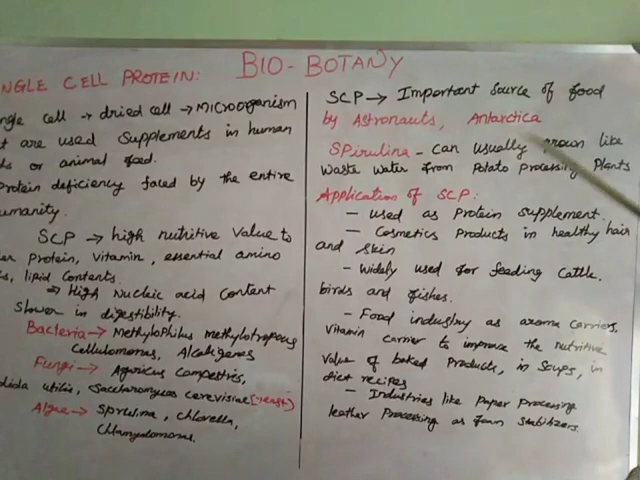 BIO-BOTANY
NGLE CELL PROTEIN:
ngle cell → dried cell → MICROORGANISM
t are used Supplements in human
ds or animal feed.
rotein deficiency faced by the entire
umanity.
SCP → high nutritive value to
er protein, vitamin, essential amino
s, lipid contents.
⇒ High Nucleic acid content
slower in digestibility.
Bacteria → Methylophilus methylotropous
Cellulomonas, Alcaligenes
Fungi → Agaricus campestris,
dida utilis, Saccharomyces cerevisiae (yeast)
Algae → Spirulina, chlorella,
Chlamydomonas.
SCP → Important Source of food
by Astronauts, Antarctica
SPirulina - can usually grown like
waste water from Potato Processing Plants
Application of SCP:
- used as protein supplement.
- Cosmetics Products in healthy hair
and skin
- Widely used for feeding cattle,
birds and fishes.
- Food industry as aroma carriers,
vitamin carrier to improve the nutritive
value of baked Products, in Soups, in
diet recipes
- Industries like Paper Processing
leather Processing as foam stabilizers.